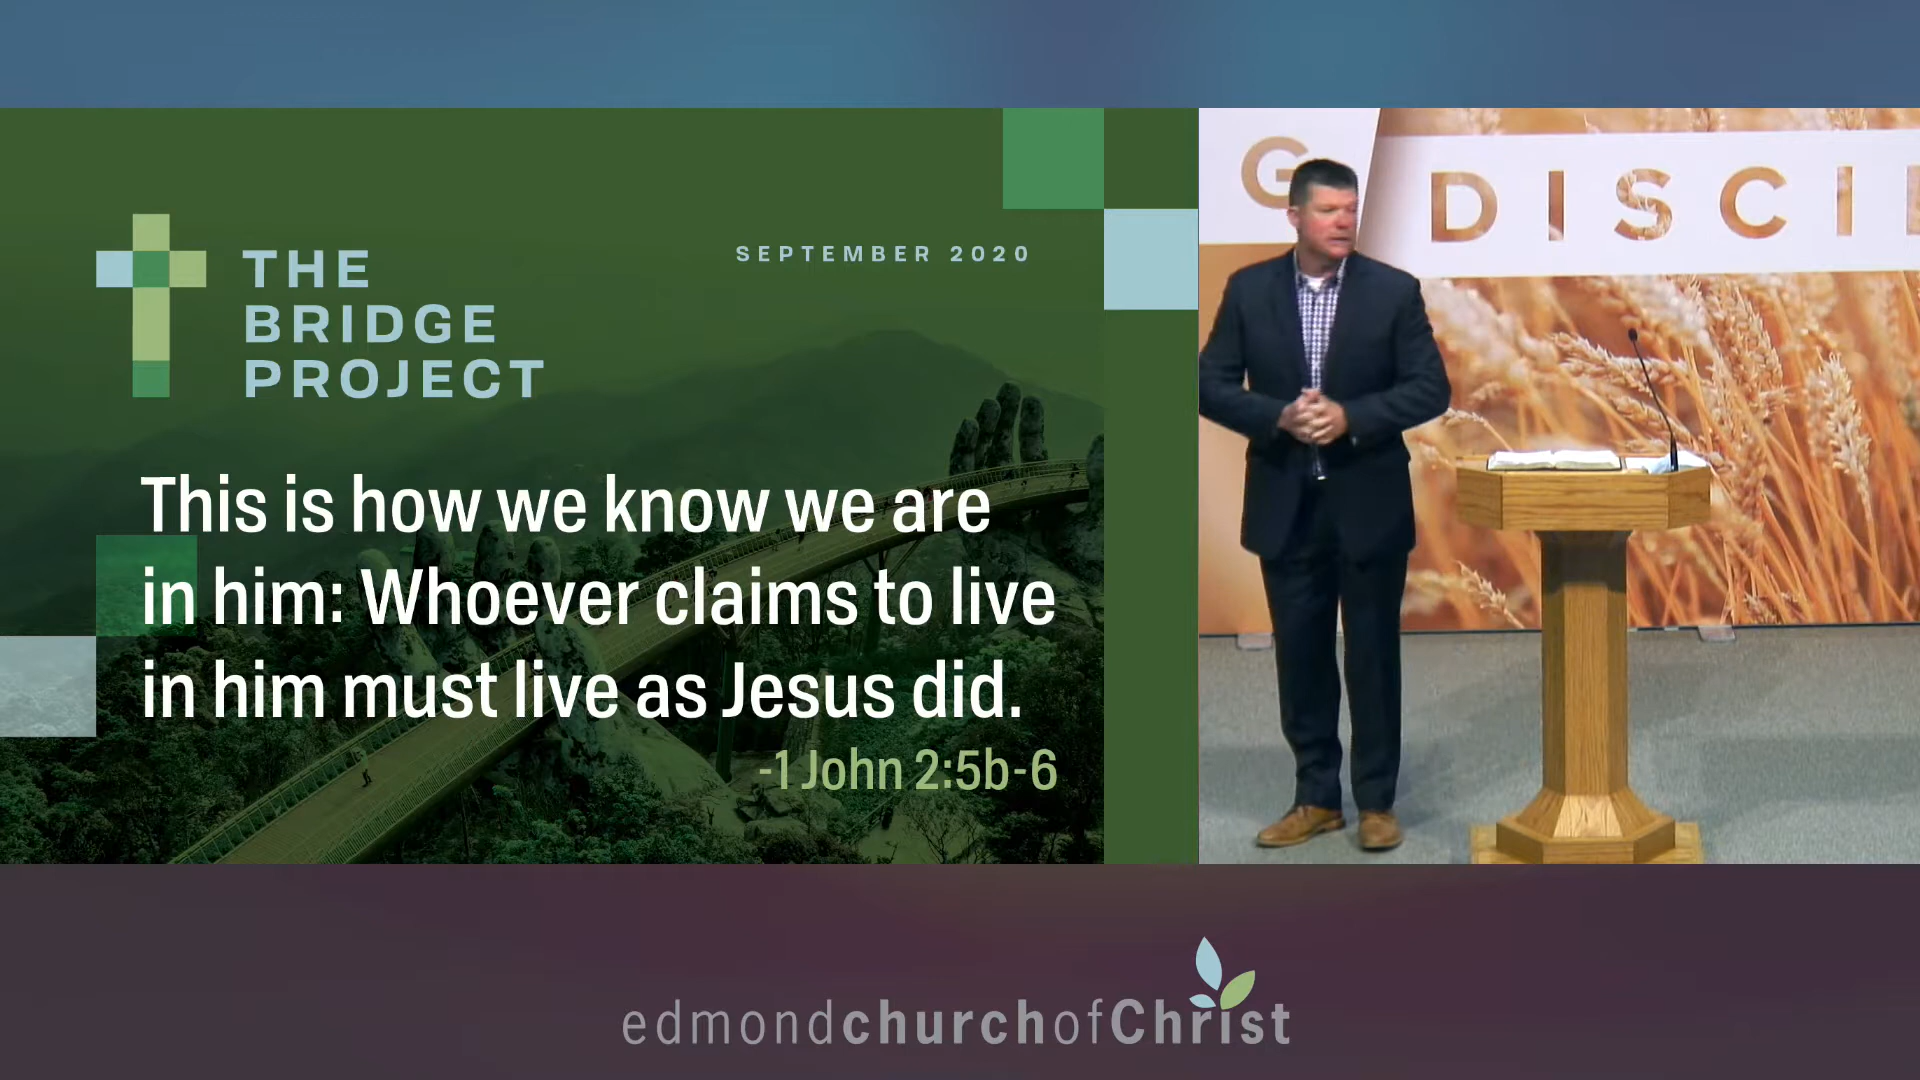 THE
BRIDGE
PROJECT
SEPTEMBER 2020
This is how we know we are
in him: Whoever claims to live
in him must live as Jesus did.
-1 John 2:5b-6
G
DISCI
edmondchurchofChrist